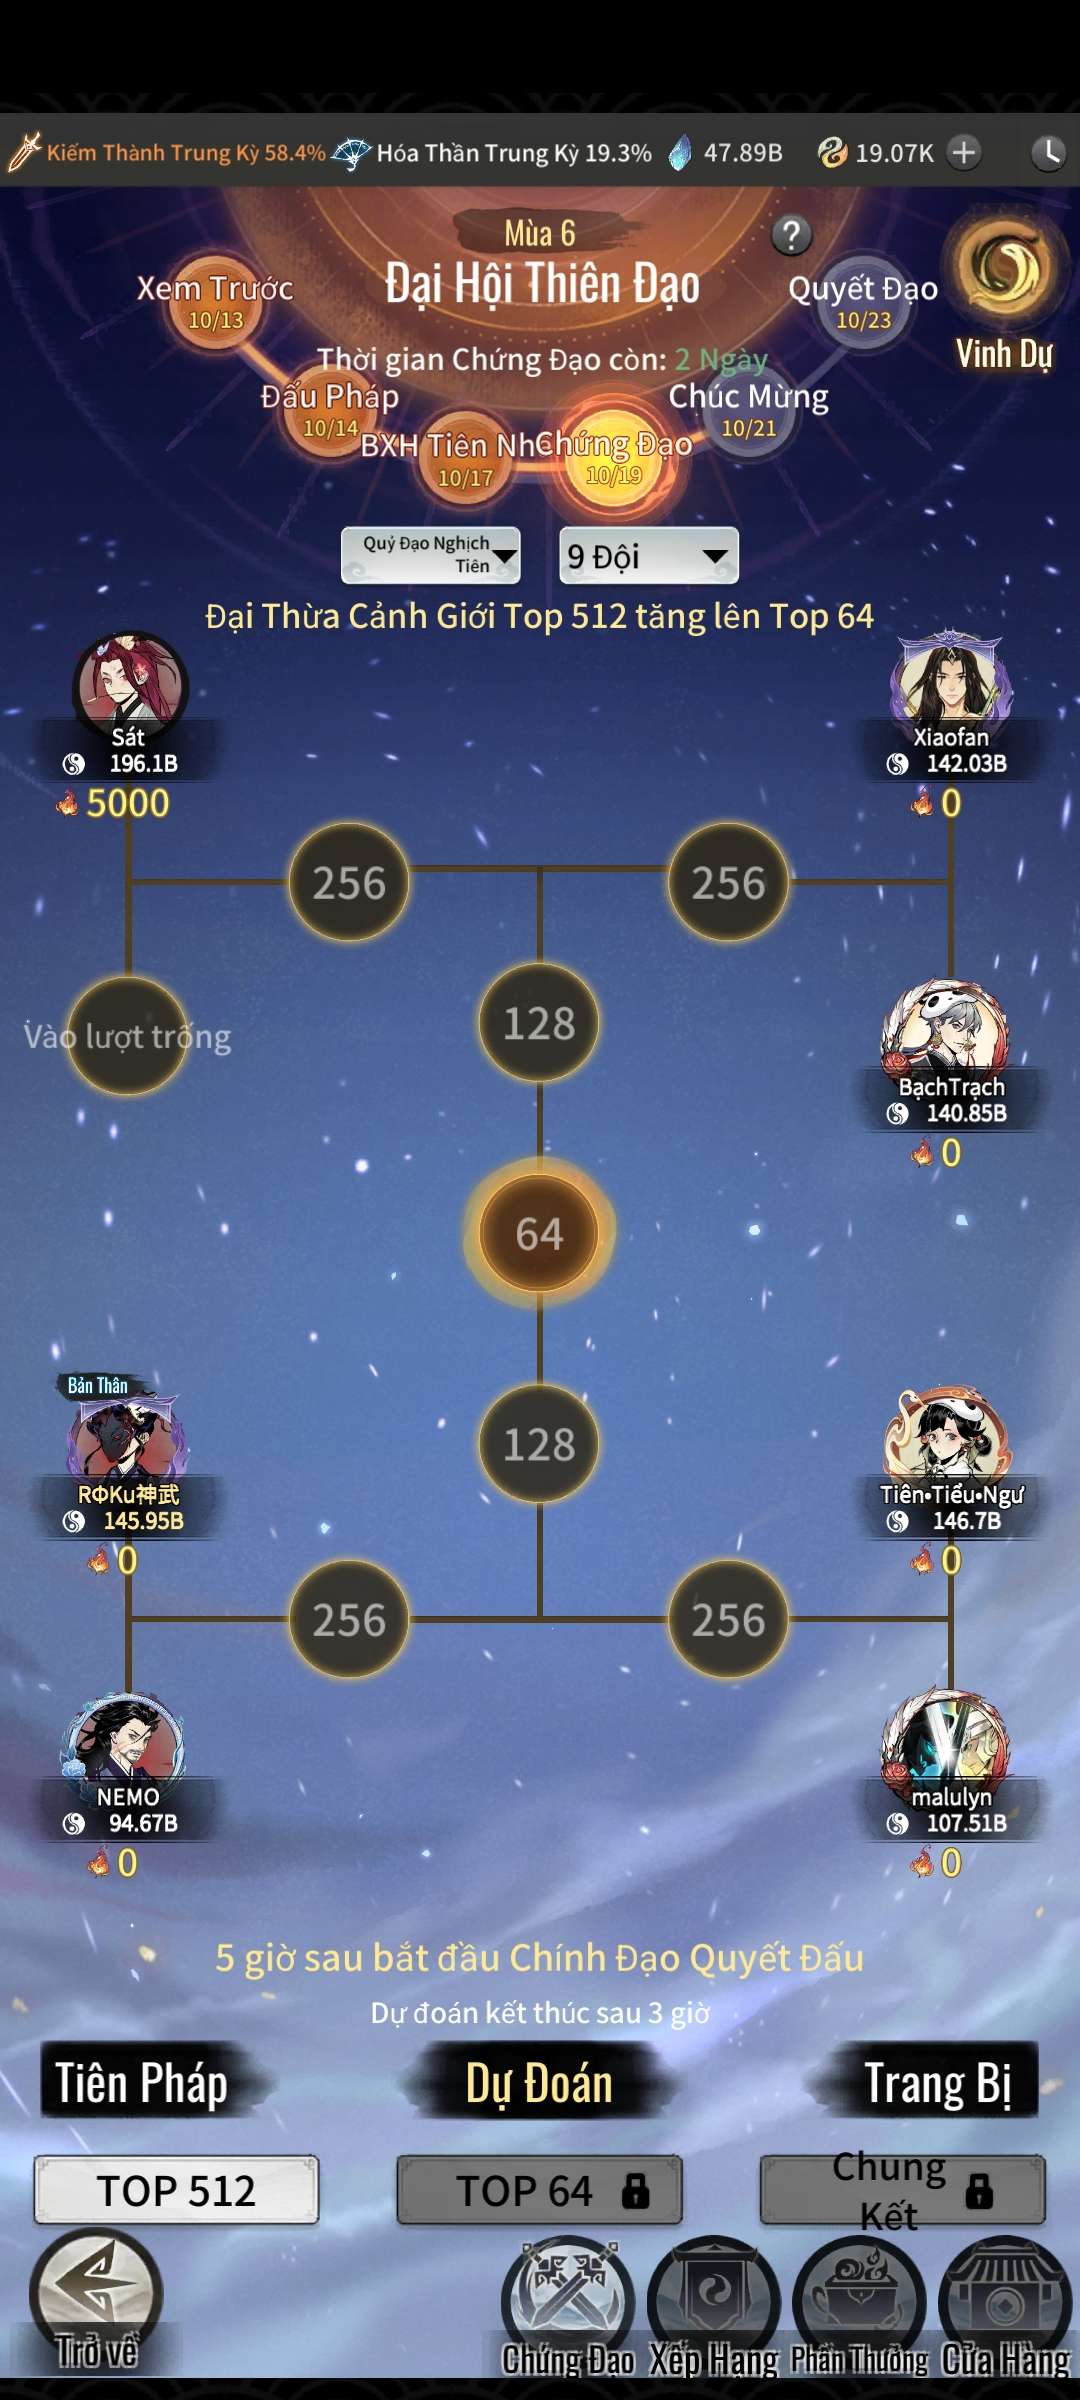 Kiếm Thành Trung Kỳ 58.4% Hóa Thần Trung Kỳ 19.3% 47.89B 19.07K
Mùa 6
?
Đại Hội Thiên Đạo
Xem Trước
10/13
Quyết Đạo
10/23
Vinh Dự
Thời gian Chứng Đạo còn: 2 Ngày
Đấu Pháp
10/14
Chúc Mừng
10/21
BXH Tiên Nh
10/17
Chứng Đạo
10/19
Quỷ Đạo Nghịch
Tiên
9 Đội
Đại Thừa Cảnh Giới Top 512 tăng lên Top 64
Sát
196.1B
5000
Xiaofan
142.03B
0
256
256
Vào lượt trống
128
BạchTrạch
140.85B
0
64
Bản Thân
RΦKu神武
145.95B
0
128
Tiên•Tiểu•Ngư
146.7B
0
256
256
NEMO
94.67B
0
malulyn
107.51B
0
5 giờ sau bắt đầu Chính Đạo Quyết Đấu
Dự đoán kết thúc sau 3 giờ
Tiên Pháp
Dự Đoán
Trang Bị
TOP 512
TOP 64
Chung
Kết
Trở về
Chứng Đạo
Xếp Hạng
Phần Thưởng
Cửa Hàng